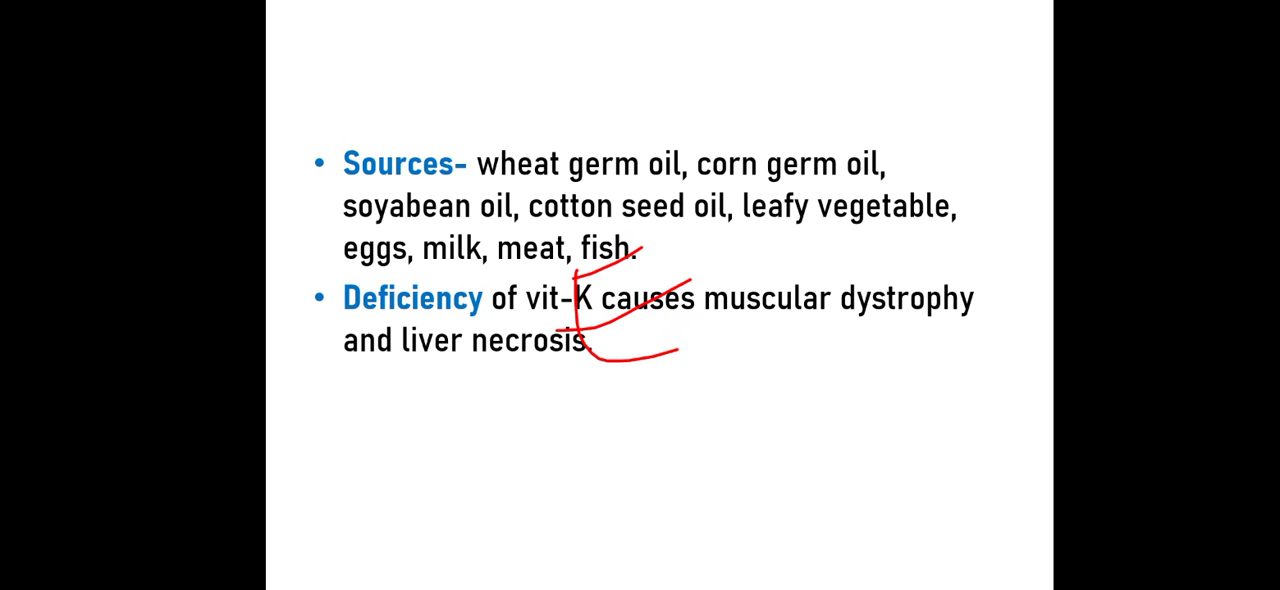 • Sources- wheat germ oil, corn germ oil,
soyabean oil, cotton seed oil, leafy vegetable,
eggs, milk, meat, fish.
• Deficiency of vit-K causes muscular dystrophy
and liver necrosis.
E